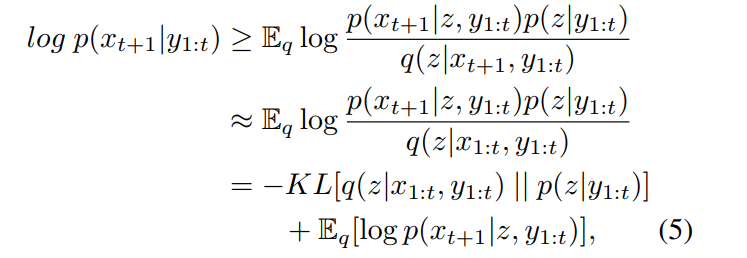 log p(x_{t+1}|y_{1:t}) ≥ 𝔼_q log \frac{p(x_{t+1}|z, y_{1:t})p(z|y_{1:t})}{q(z|x_{t+1}, y_{1:t})}
≈ 𝔼_q log \frac{p(x_{t+1}|z, y_{1:t})p(z|y_{1:t})}{q(z|x_{1:t}, y_{1:t})}
= −KL[q(z|x_{1:t}, y_{1:t}) || p(z|y_{1:t})]
+ 𝔼_q[log p(x_{t+1}|z, y_{1:t})], (5)